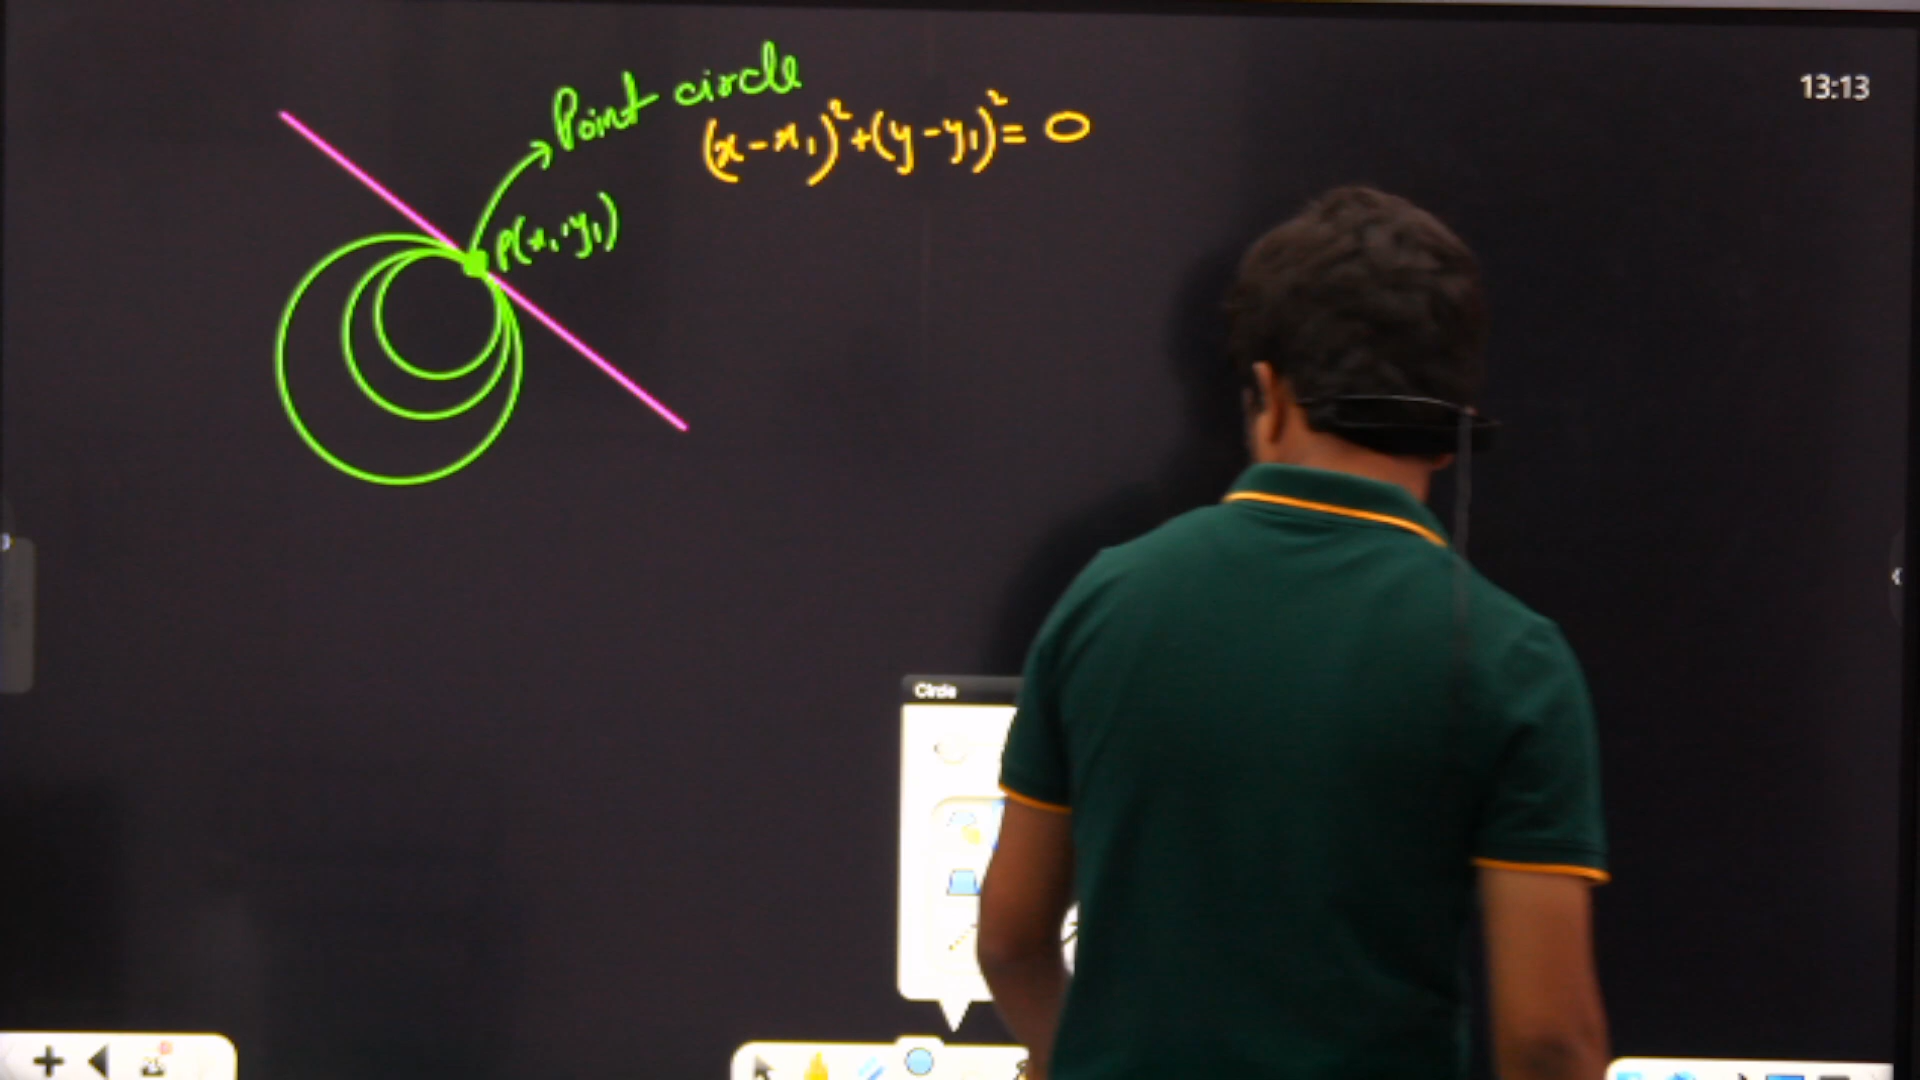 Point circle
13:13
(x-x₁)²+(y-y₁)²= 0
P(x₁,y₁)
Circle